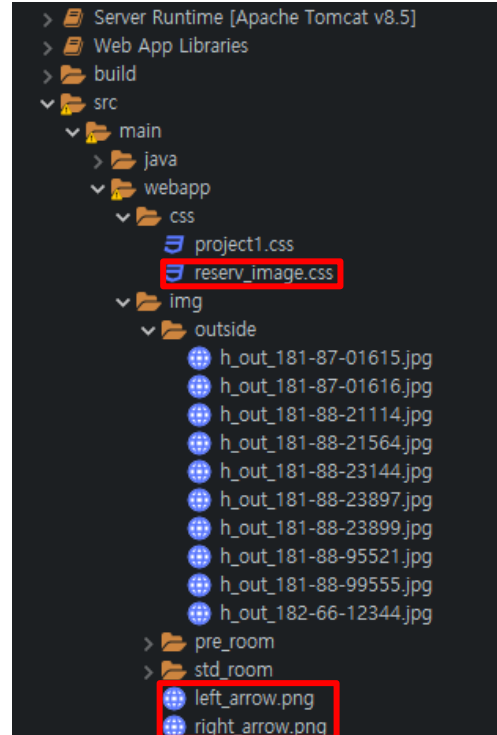 Server Runtime [Apache Tomcat v8.5]
Web App Libraries
build
src
main
java
webapp
css
project1.css
reserv_image.css
img
outside
h_out_181-87-01615.jpg
h_out_181-87-01616.jpg
h_out_181-88-21114.jpg
h_out_181-88-21564.jpg
h_out_181-88-23144.jpg
h_out_181-88-23897.jpg
h_out_181-88-23899.jpg
h_out_181-88-95521.jpg
h_out_181-88-99555.jpg
h_out_182-66-12344.jpg
pre_room
std_room
left_arrow.png
right_arrow.png